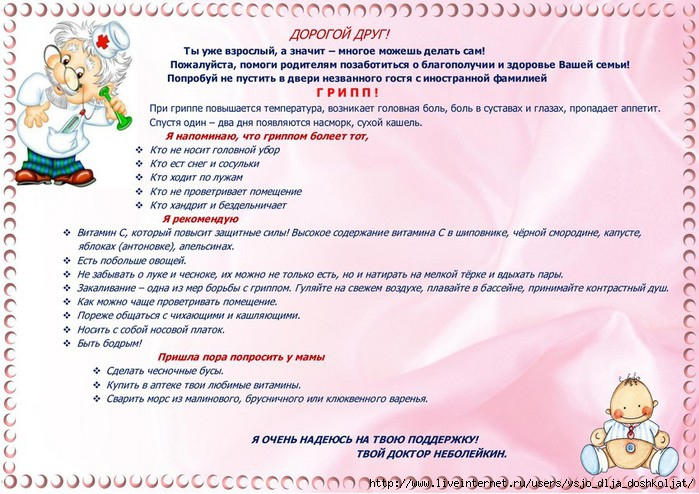 ДОРОГОЙ ДРУГ!
Ты уже взрослый, а значит – многое можешь делать сам!
Пожалуйста, помоги родителям позаботиться о благополучии и здоровье Вашей семьи!
Попробуй не пустить в двери незванного гостя с иностранной фамилией
Г Р И П П !
При гриппе повышается температура, возникает головная боль, боль в суставах и глазах, пропадает аппетит.
Спустя один – два дня появляются насморк, сухой кашель.
Я напоминаю, что гриппом болеет тот,
❖ Кто не носит головной убор
❖ Кто ест снег и сосульки
❖ Кто ходит по лужам
❖ Кто не проветривает помещение
❖ Кто хандрит и бездельничает
Я рекомендую
❖ Витамин С, который повысит защитные силы! Высокое содержание витамина С в шиповнике, чёрной смородине, капусте,
яблоках (антоновке), апельсинах.
❖ Есть побольше овощей.
❖ Не забывать о луке и чесноке, их можно не только есть, но и натирать на мелкой тёрке и вдыхать пары.
❖ Закаливание – одна из мер борьбы с гриппом. Гуляйте на свежем воздухе, плавайте в бассейне, принимайте контрастный душ.
❖ Как можно чаще проветривать помещение.
❖ Пореже общаться с чихающими и кашляющими.
❖ Носить с собой носовой платок.
❖ Быть бодрым!
Пришла пора попросить у мамы
❖ Сделать чесночные бусы.
❖ Купить в аптеке твои любимые витамины.
❖ Сварить морс из малинового, брусничного или клюквенного варенья.
Я ОЧЕНЬ НАДЕЮСЬ НА ТВОЮ ПОДДЕРЖКУ!
ТВОЙ ДОКТОР НЕБОЛЕЙКИН.
http://www.liveinternet.ru/users/vsjo_dlja_doshkoljat/